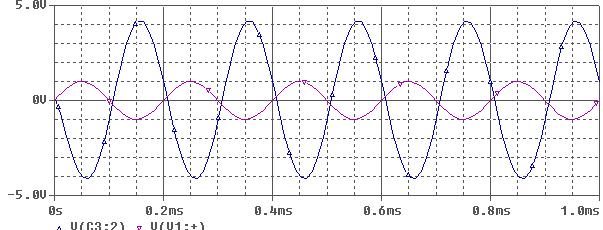 5.0V
0V
-5.0V
0s 0.2ms 0.4ms 0.6ms 0.8ms 1.0ms
V(C3:2) V(V1:+)